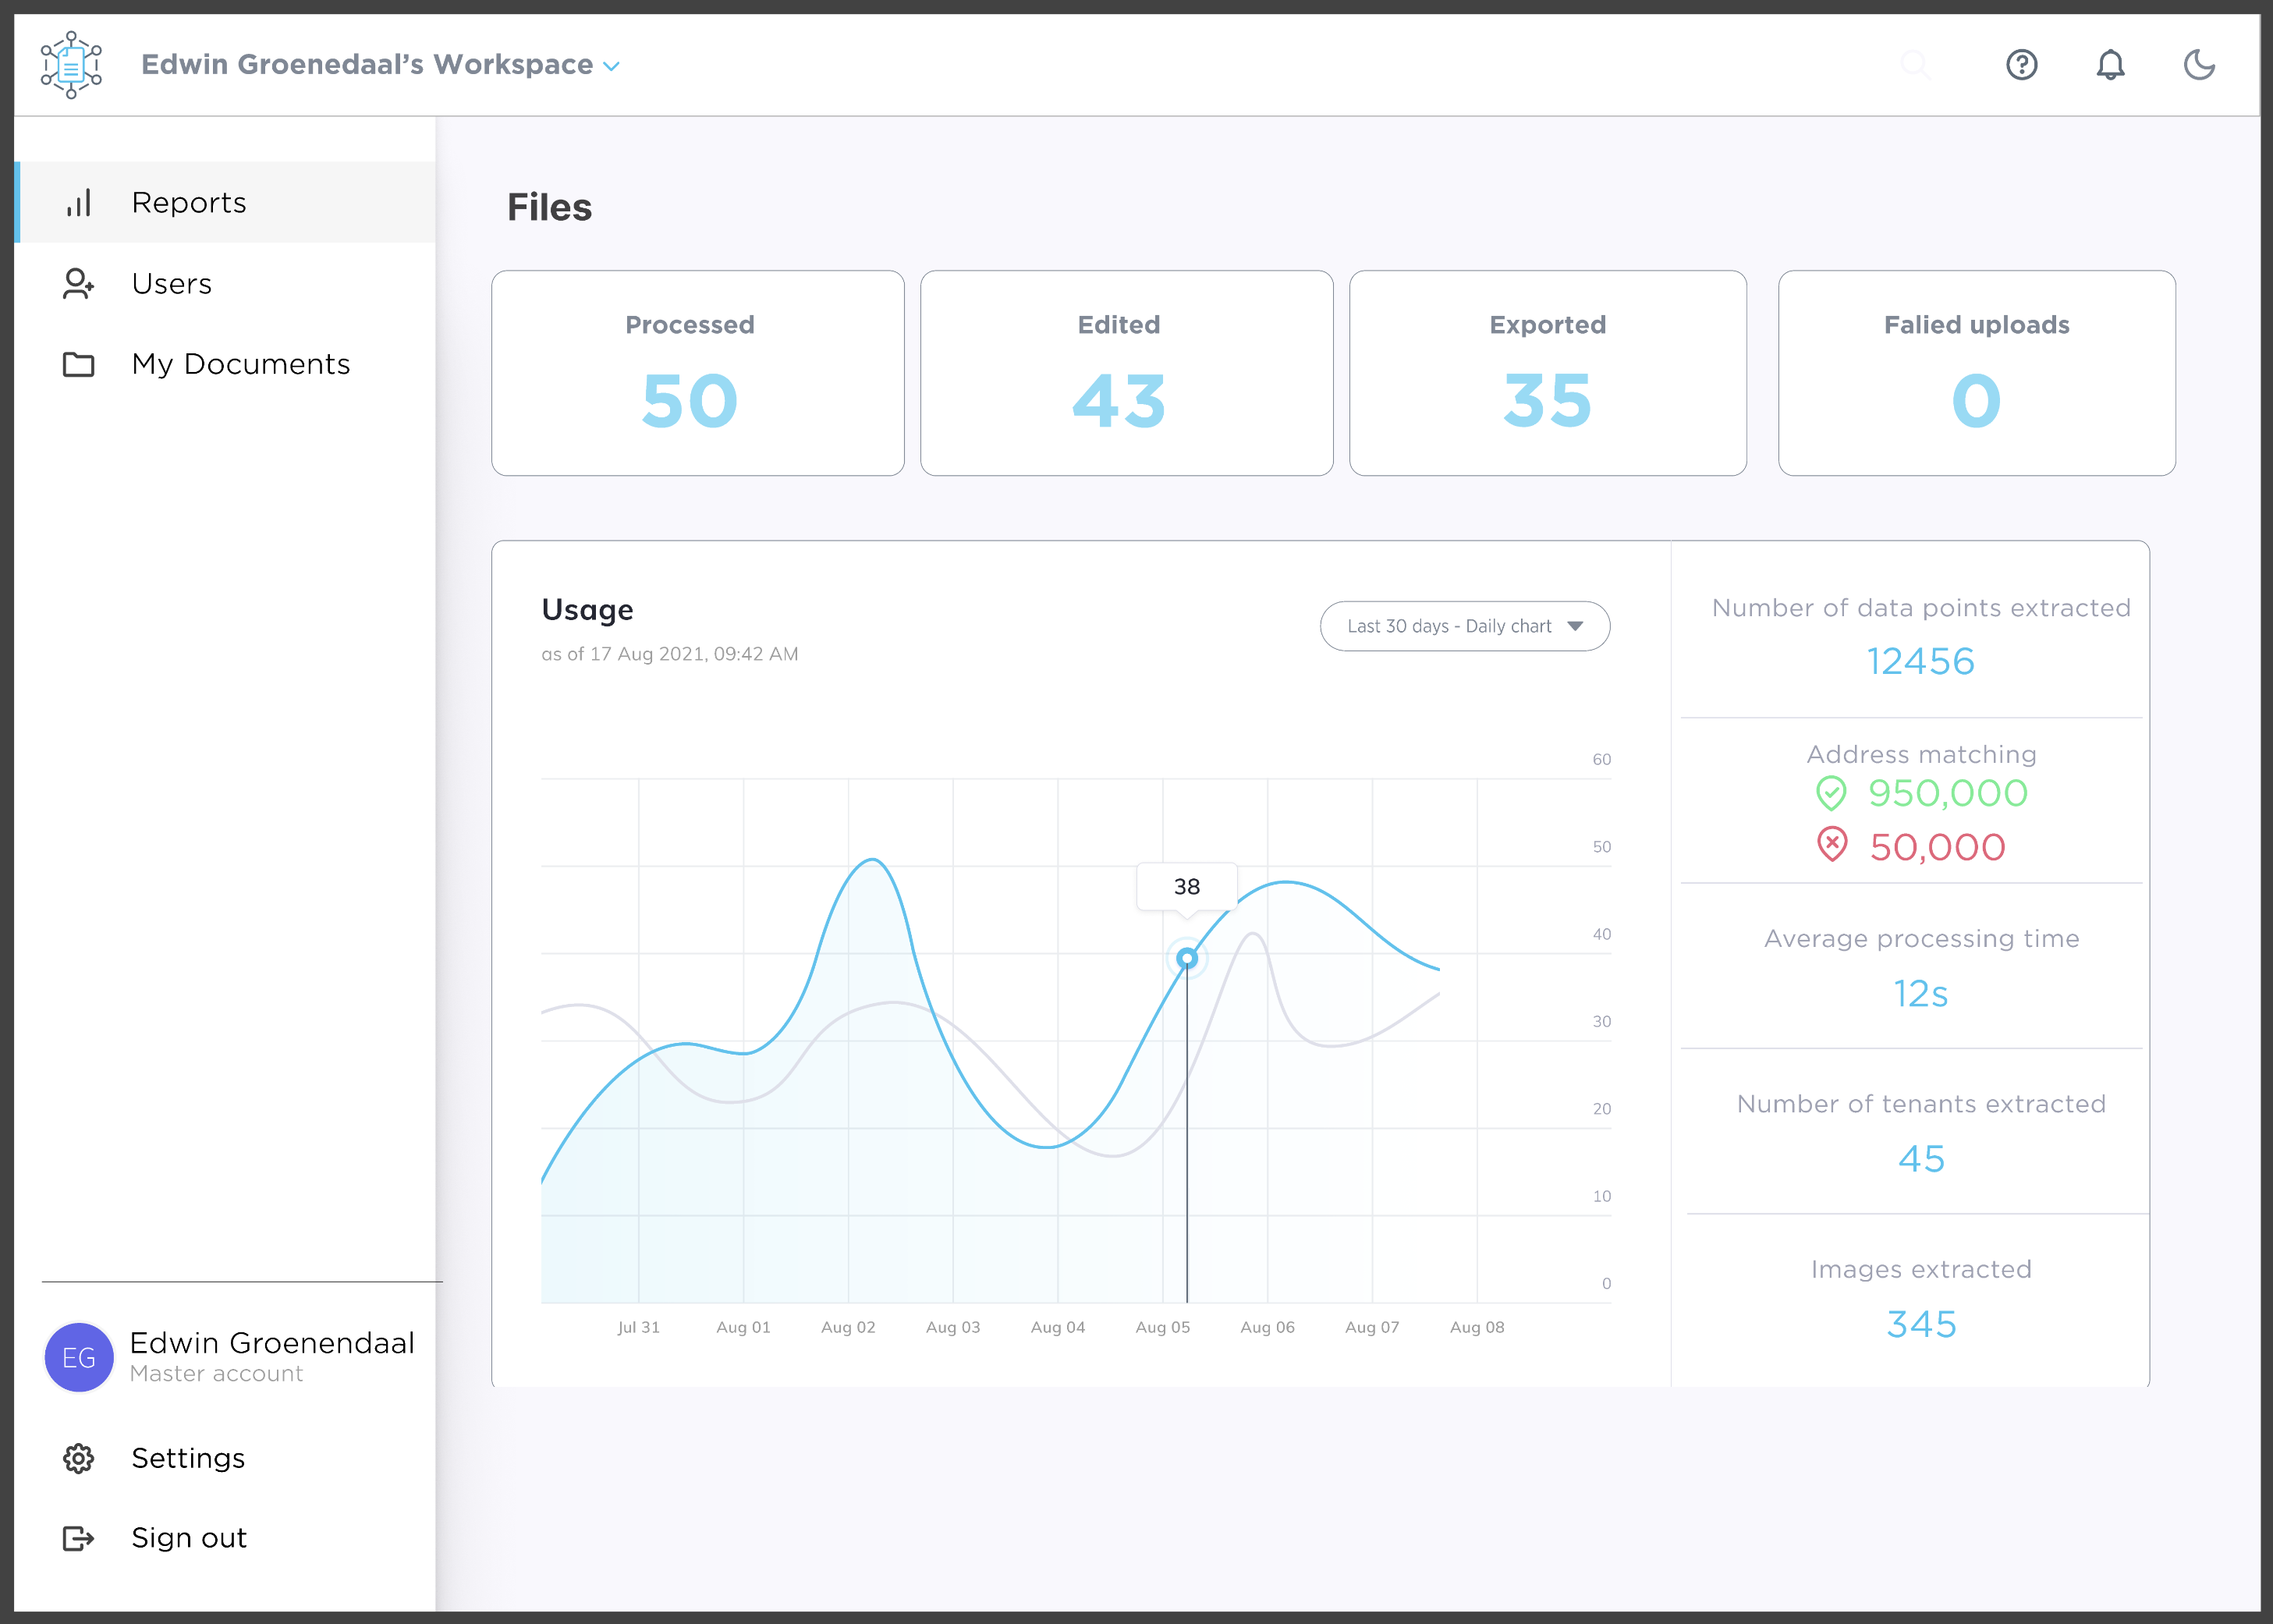 Edwin Groenedaal’s Workspace
Reports
Users
My Documents
Edwin Groenendaal
EG
Master account
Settings
Sign out
Files
Processed
50
Edited
43
Exported
35
Falied uploads
0
Usage
as of 17 Aug 2021, 09:42 AM
Last 30 days - Daily chart
60
50
40
30
20
10
0
38
Jul 31 Aug 01 Aug 02 Aug 03 Aug 04 Aug 05 Aug 06 Aug 07 Aug 08
Number of data points extracted
12456
Address matching
950,000
50,000
Average processing time
12s
Number of tenants extracted
45
Images extracted
345